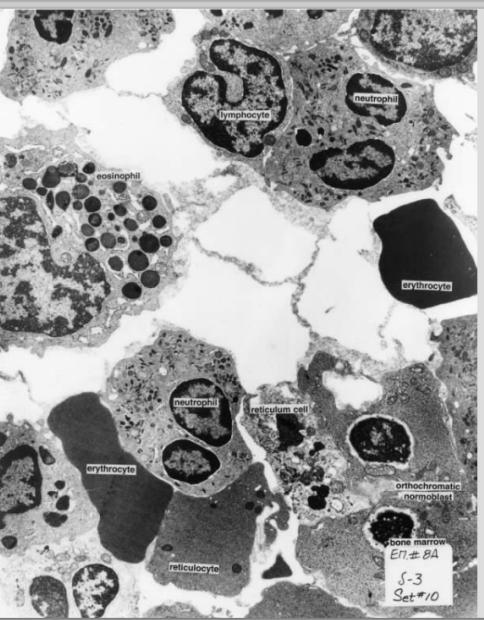 neutrophil
lymphocyte
eosinophil
erythrocyte
neutrophil
reticulum cell
erythrocyte
orthochromatic
normoblast
reticulocyte
bone marrow
EM.#8A
S-3
Set#10